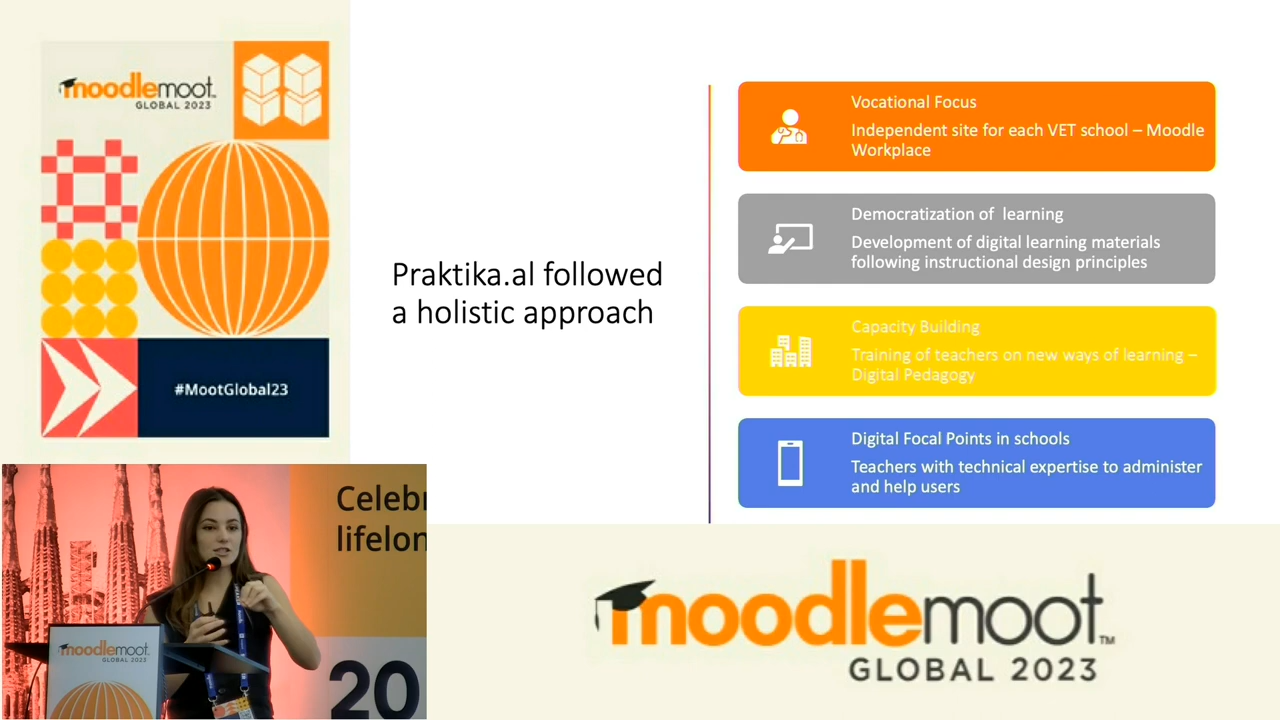 moodlemoot
GLOBAL 2023
#MootGlobal23
Praktika.al followed
a holistic approach
Vocational Focus
Independent site for each VET school – Moodle
Workplace
Democratization of learning
Development of digital learning materials
following instructional design principles
Capacity Building
Training of teachers on new ways of learning –
Digital Pedagogy
Digital Focal Points in schools
Teachers with technical expertise to administer
and help users
Celebr
lifelon
20
moodlemoot
GLOBAL 2023
moodlemoot™
GLOBAL 2023